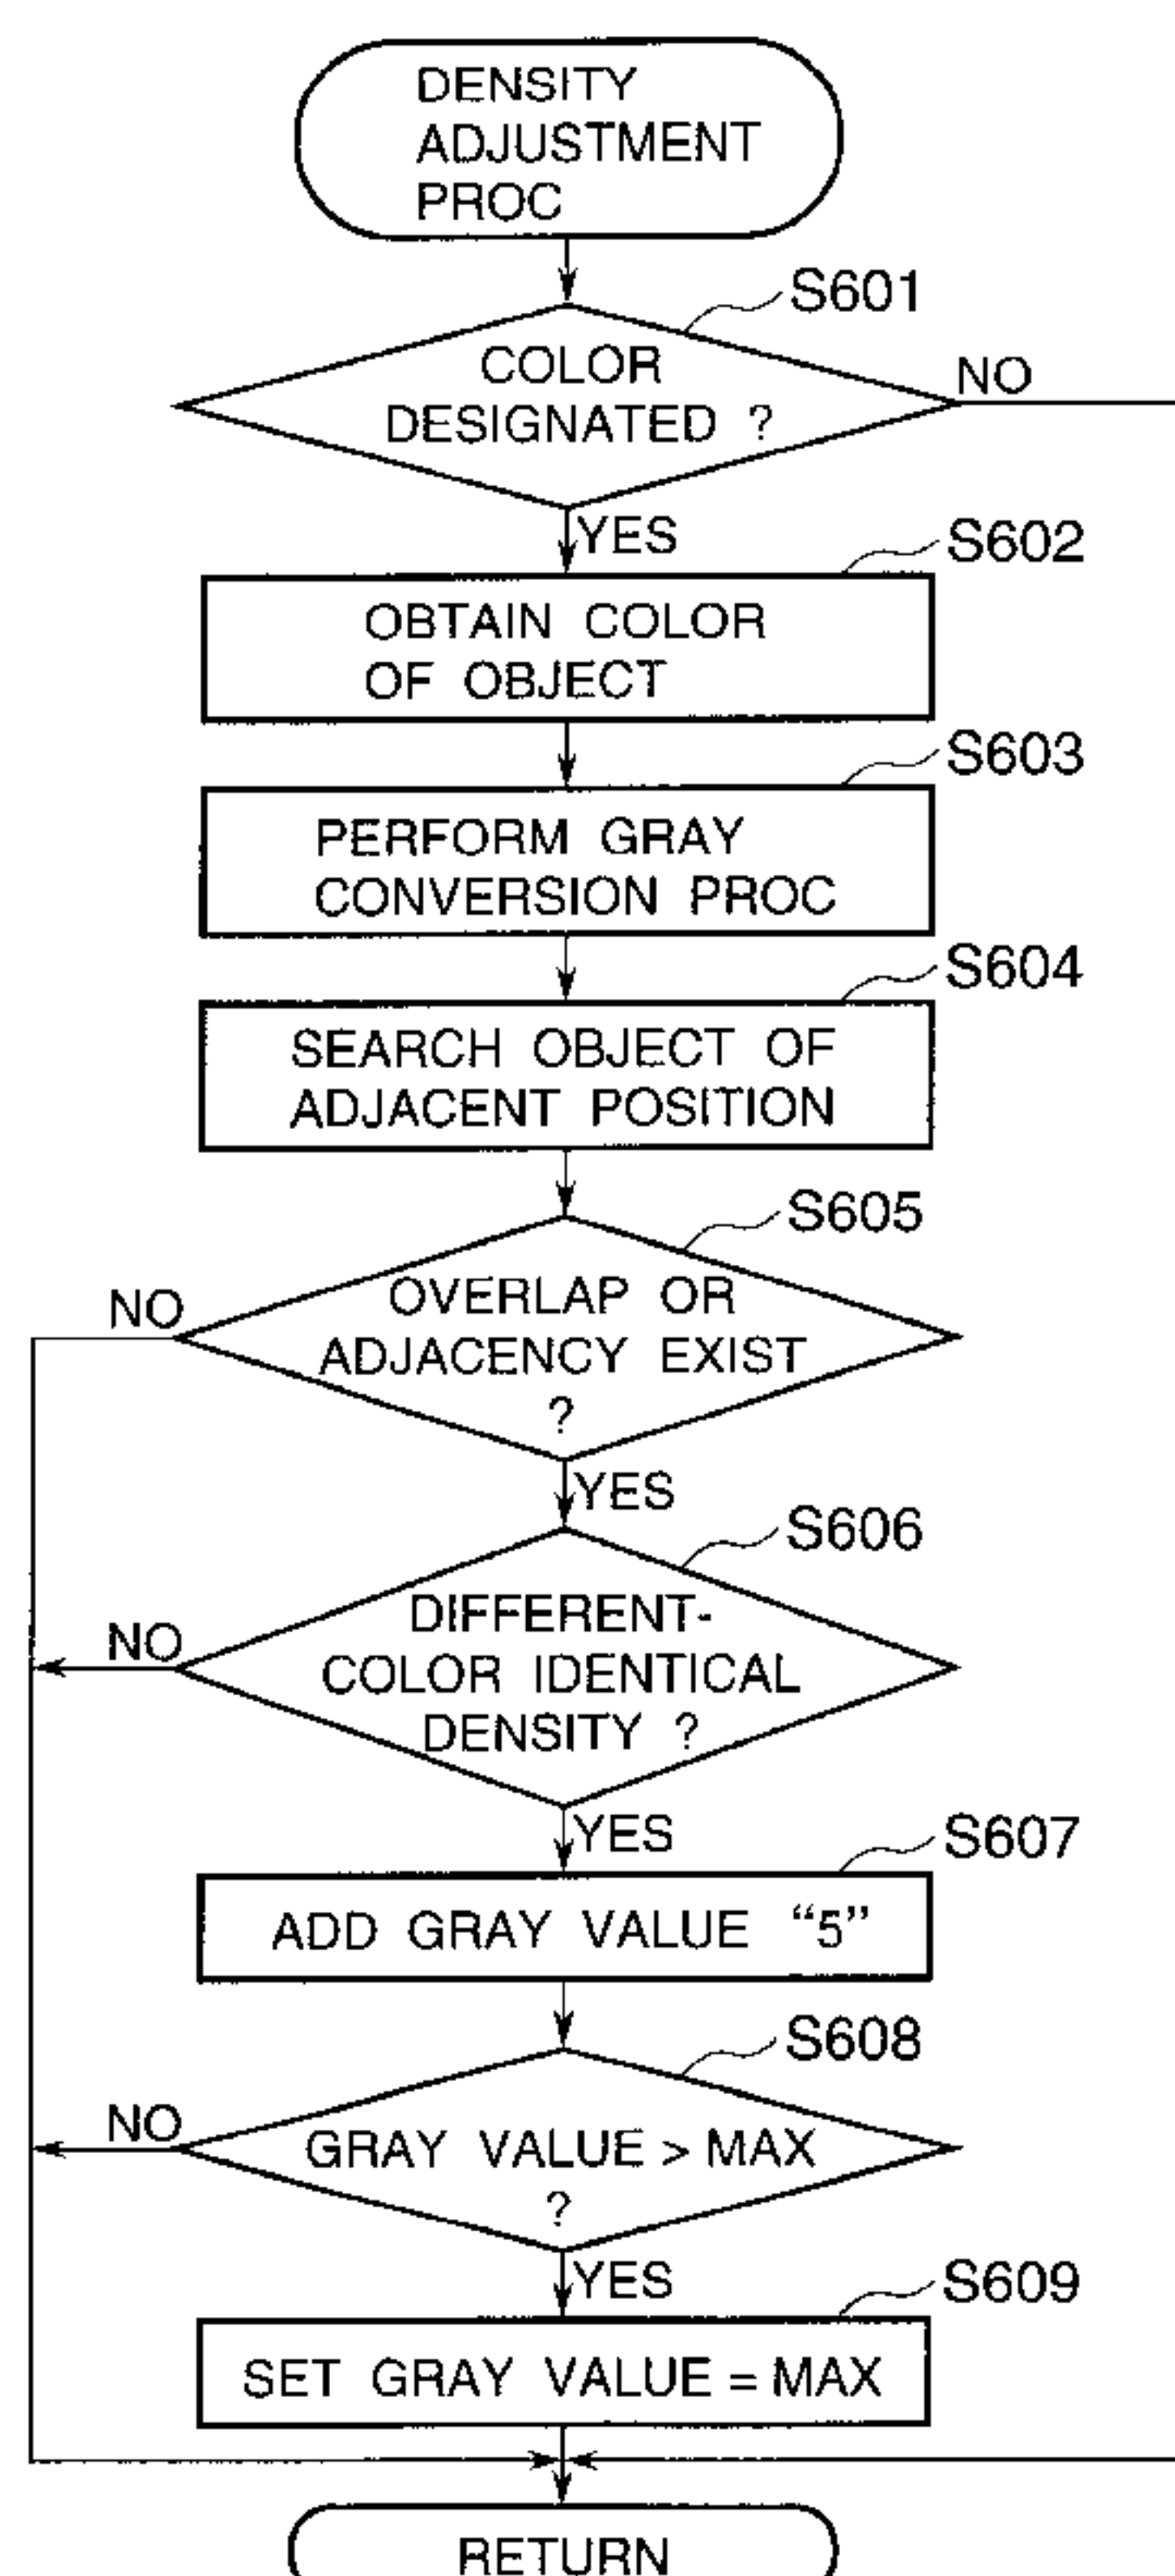 DENSITY
ADJUSTMENT
PROC
S601
COLOR
DESIGNATED ?
NO
YES
S602
OBTAIN COLOR
OF OBJECT
S603
PERFORM GRAY
CONVERSION PROC
S604
SEARCH OBJECT OF
ADJACENT POSITION
S605
NO
OVERLAP OR
ADJACENCY EXIST
?
YES
S606
NO
DIFFERENT-
COLOR IDENTICAL
DENSITY ?
YES
S607
ADD GRAY VALUE “5”
S608
NO
GRAY VALUE > MAX
?
YES
S609
SET GRAY VALUE = MAX
RETURN